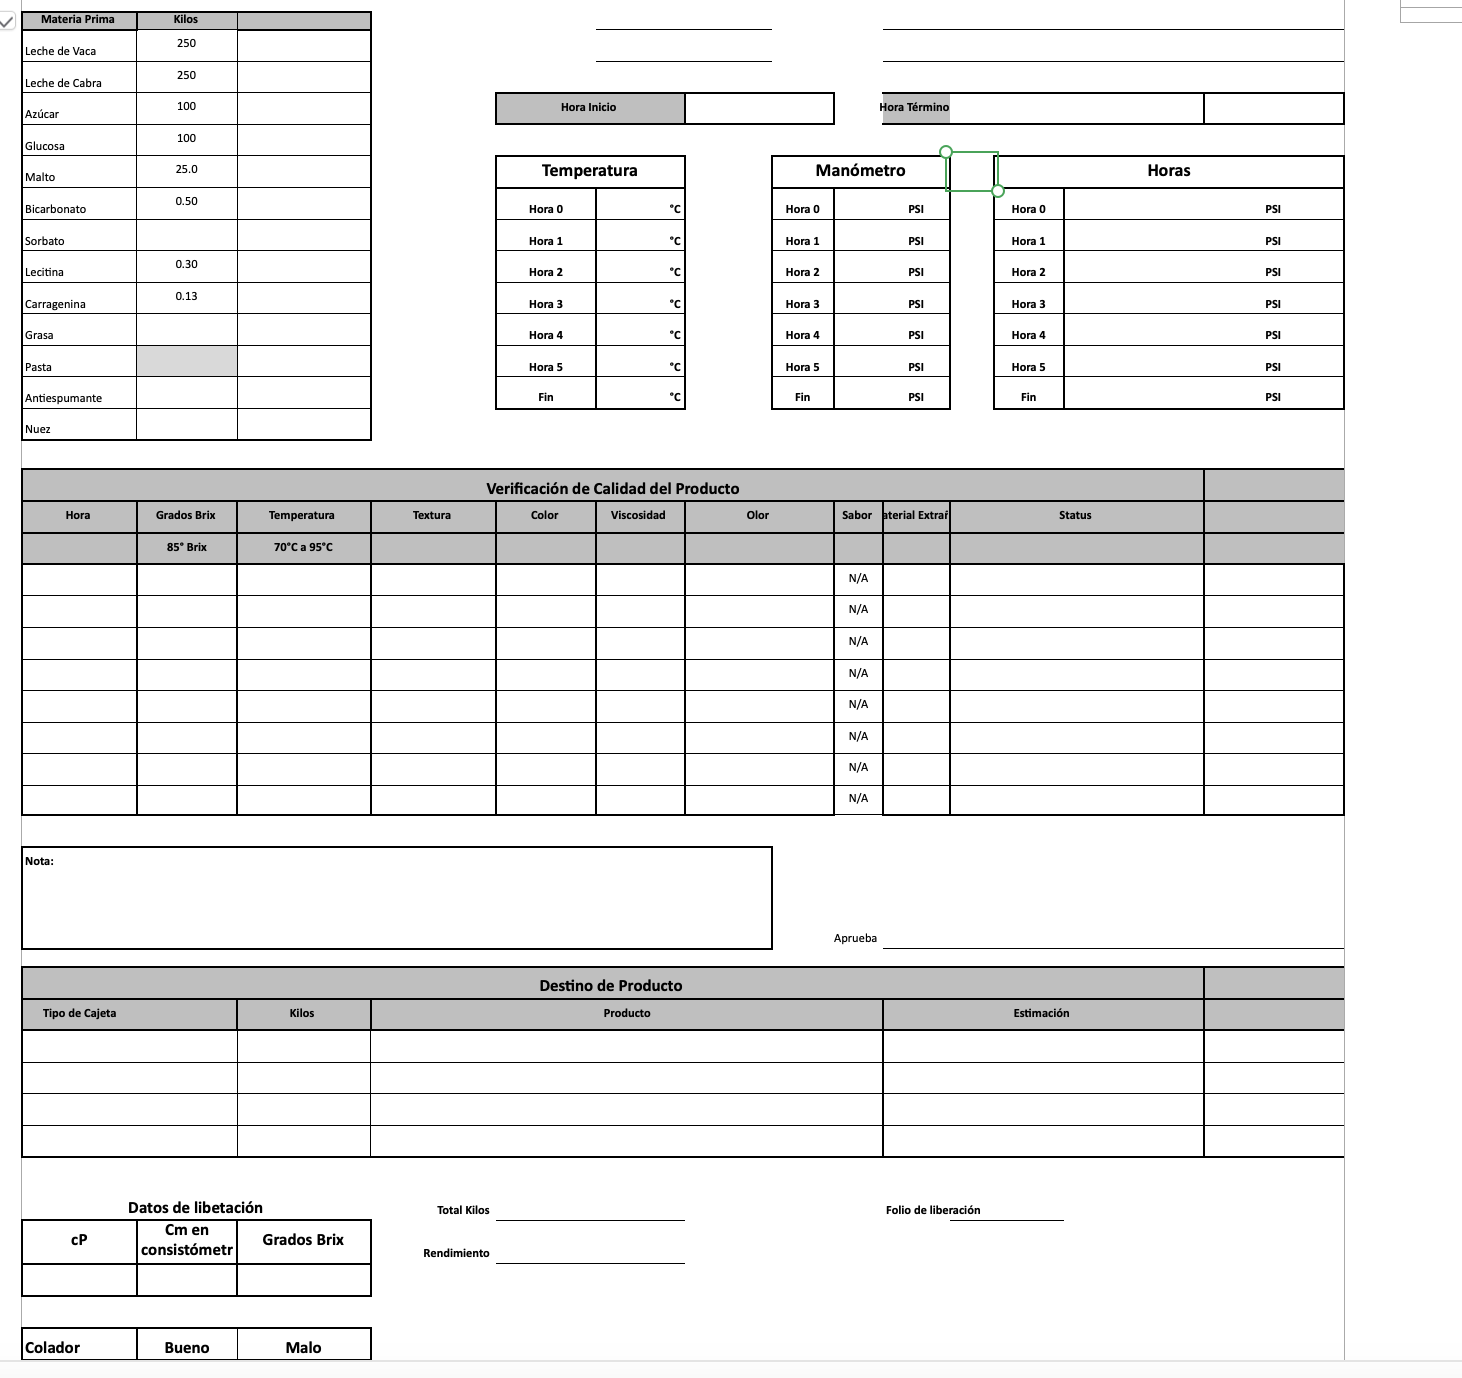 Materia Prima Kilos
Leche de Vaca 250
Leche de Cabra 250
Azúcar 100
Glucosa 100
Malto 25.0
Bicarbonato 0.50
Sorbato
Lecitina 0.30
Carragenina 0.13
Grasa
Pasta
Antiespumante
Nuez
Hora Inicio
Hora Término
Temperatura
Hora 0 °C
Hora 1 °C
Hora 2 °C
Hora 3 °C
Hora 4 °C
Hora 5 °C
Fin °C
Manómetro
Hora 0 PSI
Hora 1 PSI
Hora 2 PSI
Hora 3 PSI
Hora 4 PSI
Hora 5 PSI
Fin PSI
Horas
Hora 0 PSI
Hora 1 PSI
Hora 2 PSI
Hora 3 PSI
Hora 4 PSI
Hora 5 PSI
Fin PSI
Verificación de Calidad del Producto
Hora Grados Brix Temperatura Textura Color Viscosidad Olor Sabor aterial Extrañ Status
85° Brix 70°C a 95°C
N/A
N/A
N/A
N/A
N/A
N/A
N/A
N/A
Nota:
Aprueba
Destino de Producto
Tipo de Cajeta Kilos Producto Estimación
Datos de libetación
cP Cm en consistómetr Grados Brix
Total Kilos
Folio de liberación
Rendimiento
Colador Bueno Malo